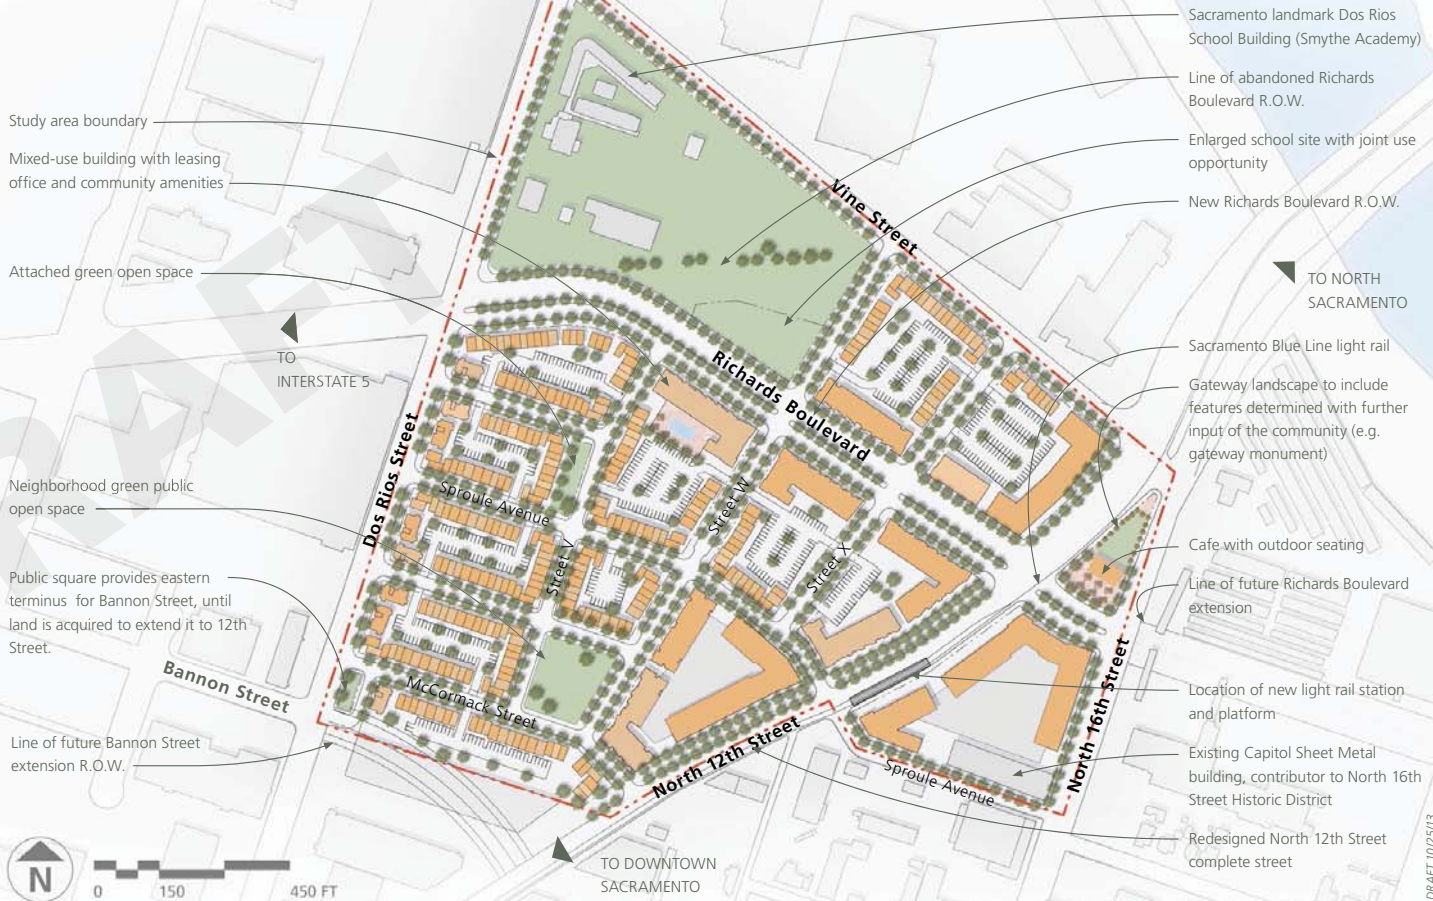 Study area boundary
Mixed-use building with leasing
office and community amenities
Attached green open space
TO
INTERSTATE 5
Neighborhood green public
open space
Public square provides eastern
terminus for Bannon Street, until
land is acquired to extend it to 12th
Street.
Bannon Street
Line of future Bannon Street
extension R.O.W.
N
0 150 450 FT
RAFT
Vine Street
Richards Boulevard
Dos Rios Street
Sproule Avenue
Street V
Street W
Street X
McCormack Street
North 12th Street
Sproule Avenue
North 16th Street
TO DOWNTOWN
SACRAMENTO
Sacramento landmark Dos Rios
School Building (Smythe Academy)
Line of abandoned Richards
Boulevard R.O.W.
Enlarged school site with joint use
opportunity
New Richards Boulevard R.O.W.
TO NORTH
SACRAMENTO
Sacramento Blue Line light rail
Gateway landscape to include
features determined with further
input of the community (e.g.
gateway monument)
Cafe with outdoor seating
Line of future Richards Boulevard
extension
Location of new light rail station
and platform
Existing Capitol Sheet Metal
building, contributor to North 16th
Street Historic District
Redesigned North 12th Street
complete street
DRAFT 10/25/13